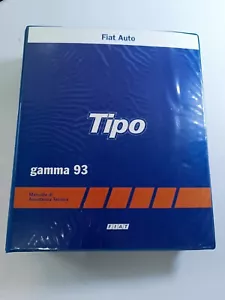 Fiat Auto
Tipo
gamma 93
Manuale di
Assistenza Tecnica
FIAT